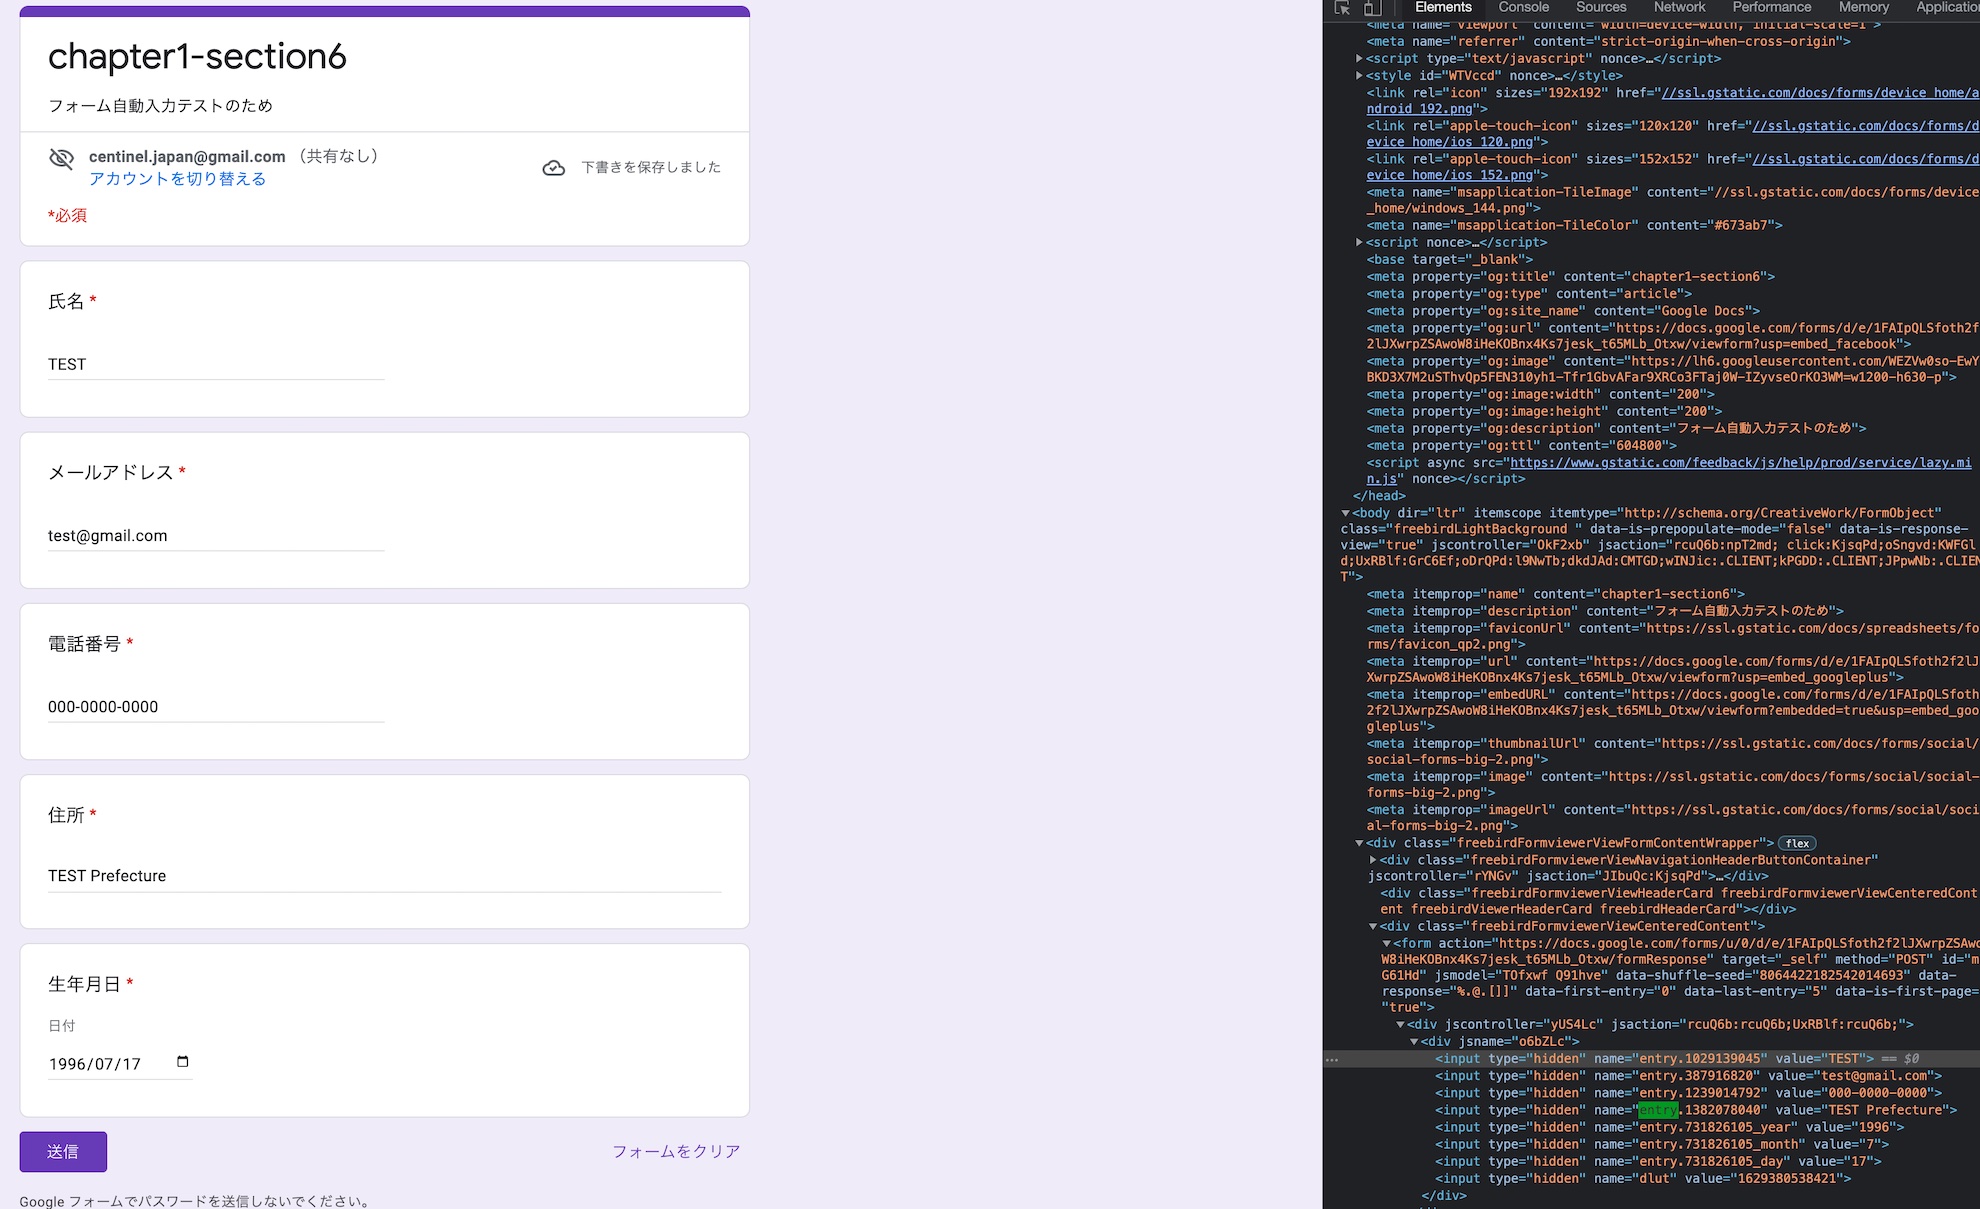 chapter1-section6
フォーム自動入力テストのため
centinel.japan@gmail.com （共有なし）
アカウントを切り替える
下書きを保存しました
*必須
氏名 *
TEST
メールアドレス *
test@gmail.com
電話番号 *
000-0000-0000
住所 *
TEST Prefecture
生年月日 *
日付
1996/07/17
送信
フォームをクリア
Google フォームでパスワードを送信しないでください。
Elements Console Sources Network Performance Memory Application
<meta name="viewport" content="width=device-width, initial-scale=1">
<meta name="referrer" content="strict-origin-when-cross-origin">
<script type="text/javascript" nonce>…</script>
<style id="WTVccd" nonce>…</style>
<link rel="icon" sizes="192x192" href="//ssl.gstatic.com/docs/forms/device_home/a
ndroid_192.png">
<link rel="apple-touch-icon" sizes="120x120" href="//ssl.gstatic.com/docs/forms/d
evice_home/ios_120.png">
<link rel="apple-touch-icon" sizes="152x152" href="//ssl.gstatic.com/docs/forms/d
evice_home/ios_152.png">
<meta name="msapplication-TileImage" content="//ssl.gstatic.com/docs/forms/device
_home/windows_144.png">
<meta name="msapplication-TileColor" content="#673ab7">
<script nonce>…</script>
<base target="_blank">
<meta property="og:title" content="chapter1-section6">
<meta property="og:type" content="article">
<meta property="og:site_name" content="Google Docs">
<meta property="og:url" content="https://docs.google.com/forms/d/e/1FAIpQLSfoth2f
2lJXwrpZSAwoW8iHeKOBnx4Ks7jesk_t65MLb_Otxw/viewform?usp=embed_facebook">
<meta property="og:image" content="https://lh6.googleusercontent.com/WEZVw0so-EwY
BKD3X7M2uSThvQp5FEN310yh1-Tfr1GbvAFar9XRCo3FTaj0W-IZyvseOrKO3WM=w1200-h630-p">
<meta property="og:image:width" content="200">
<meta property="og:image:height" content="200">
<meta property="og:description" content="フォーム自動入力テストのため">
<meta property="og:ttl" content="604800">
<script async src="https://www.gstatic.com/feedback/js/help/prod/service/lazy.mi
n.js" nonce></script>
</head>
<body dir="ltr" itemscope itemtype="http://schema.org/CreativeWork/FormObject"
class="freebirdLightBackground " data-is-prepopulate-mode="false" data-is-response-
view="true" jscontroller="OkF2xb" jsaction="rcuQ6b:npT2md; click:KjsqPd;oSngvd:KWFGl
d;UxRBlf:GrC6Ef;oDrQPd:l9NwTb;dkdJAd:CMTGD;wINJic:.CLIENT;kPGDD:.CLIENT;JPpwNb:.CLIEN
T">
<meta itemprop="name" content="chapter1-section6">
<meta itemprop="description" content="フォーム自動入力テストのため">
<meta itemprop="faviconUrl" content="https://ssl.gstatic.com/docs/spreadsheets/fo
rms/favicon_qp2.png">
<meta itemprop="url" content="https://docs.google.com/forms/d/e/1FAIpQLSfoth2f2lJ
XwrpZSAwoW8iHeKOBnx4Ks7jesk_t65MLb_Otxw/viewform?usp=embed_googleplus">
<meta itemprop="embedURL" content="https://docs.google.com/forms/d/e/1FAIpQLSfoth
2f2lJXwrpZSAwoW8iHeKOBnx4Ks7jesk_t65MLb_Otxw/viewform?embedded=true&usp=embed_goo
gleplus">
<meta itemprop="thumbnailUrl" content="https://ssl.gstatic.com/docs/forms/social/
social-forms-big-2.png">
<meta itemprop="image" content="https://ssl.gstatic.com/docs/forms/social/social-
forms-big-2.png">
<meta itemprop="imageUrl" content="https://ssl.gstatic.com/docs/forms/social/soci
al-forms-big-2.png">
<div class="freebirdFormviewerViewFormContentWrapper"> flex
<div class="freebirdFormviewerViewNavigationHeaderButtonContainer"
jscontroller="rYNGv" jsaction="JIbuQc:KjsqPd">…</div>
<div class="freebirdFormviewerViewHeaderCard freebirdFormviewerViewCenteredCont
ent freebirdViewerHeaderCard freebirdHeaderCard"></div>
<div class="freebirdFormviewerViewCenteredContent">
<form action="https://docs.google.com/forms/u/0/d/e/1FAIpQLSfoth2f2lJXwrpZSAwo
W8iHeKOBnx4Ks7jesk_t65MLb_Otxw/formResponse" target="_self" method="POST" id="m
G61Hd" jsmodel="TOfxwf Q91hve" data-shuffle-seed="8064422182542014693" data-
response="%.@.[]]" data-first-entry="0" data-last-entry="5" data-is-first-page=
"true">
<div jscontroller="yUS4Lc" jsaction="rcuQ6b:rcuQ6b;UxRBlf:rcuQ6b;">
<div jsname="o6bZLc">
… <input type="hidden" name="entry.1029139045" value="TEST"> == $0
<input type="hidden" name="entry.387916820" value="test@gmail.com">
<input type="hidden" name="entry.1239014792" value="000-0000-0000">
<input type="hidden" name="entry.1382078040" value="TEST Prefecture">
<input type="hidden" name="entry.731826105_year" value="1996">
<input type="hidden" name="entry.731826105_month" value="7">
<input type="hidden" name="entry.731826105_day" value="17">
<input type="hidden" name="dlut" value="1629380538421">
</div>